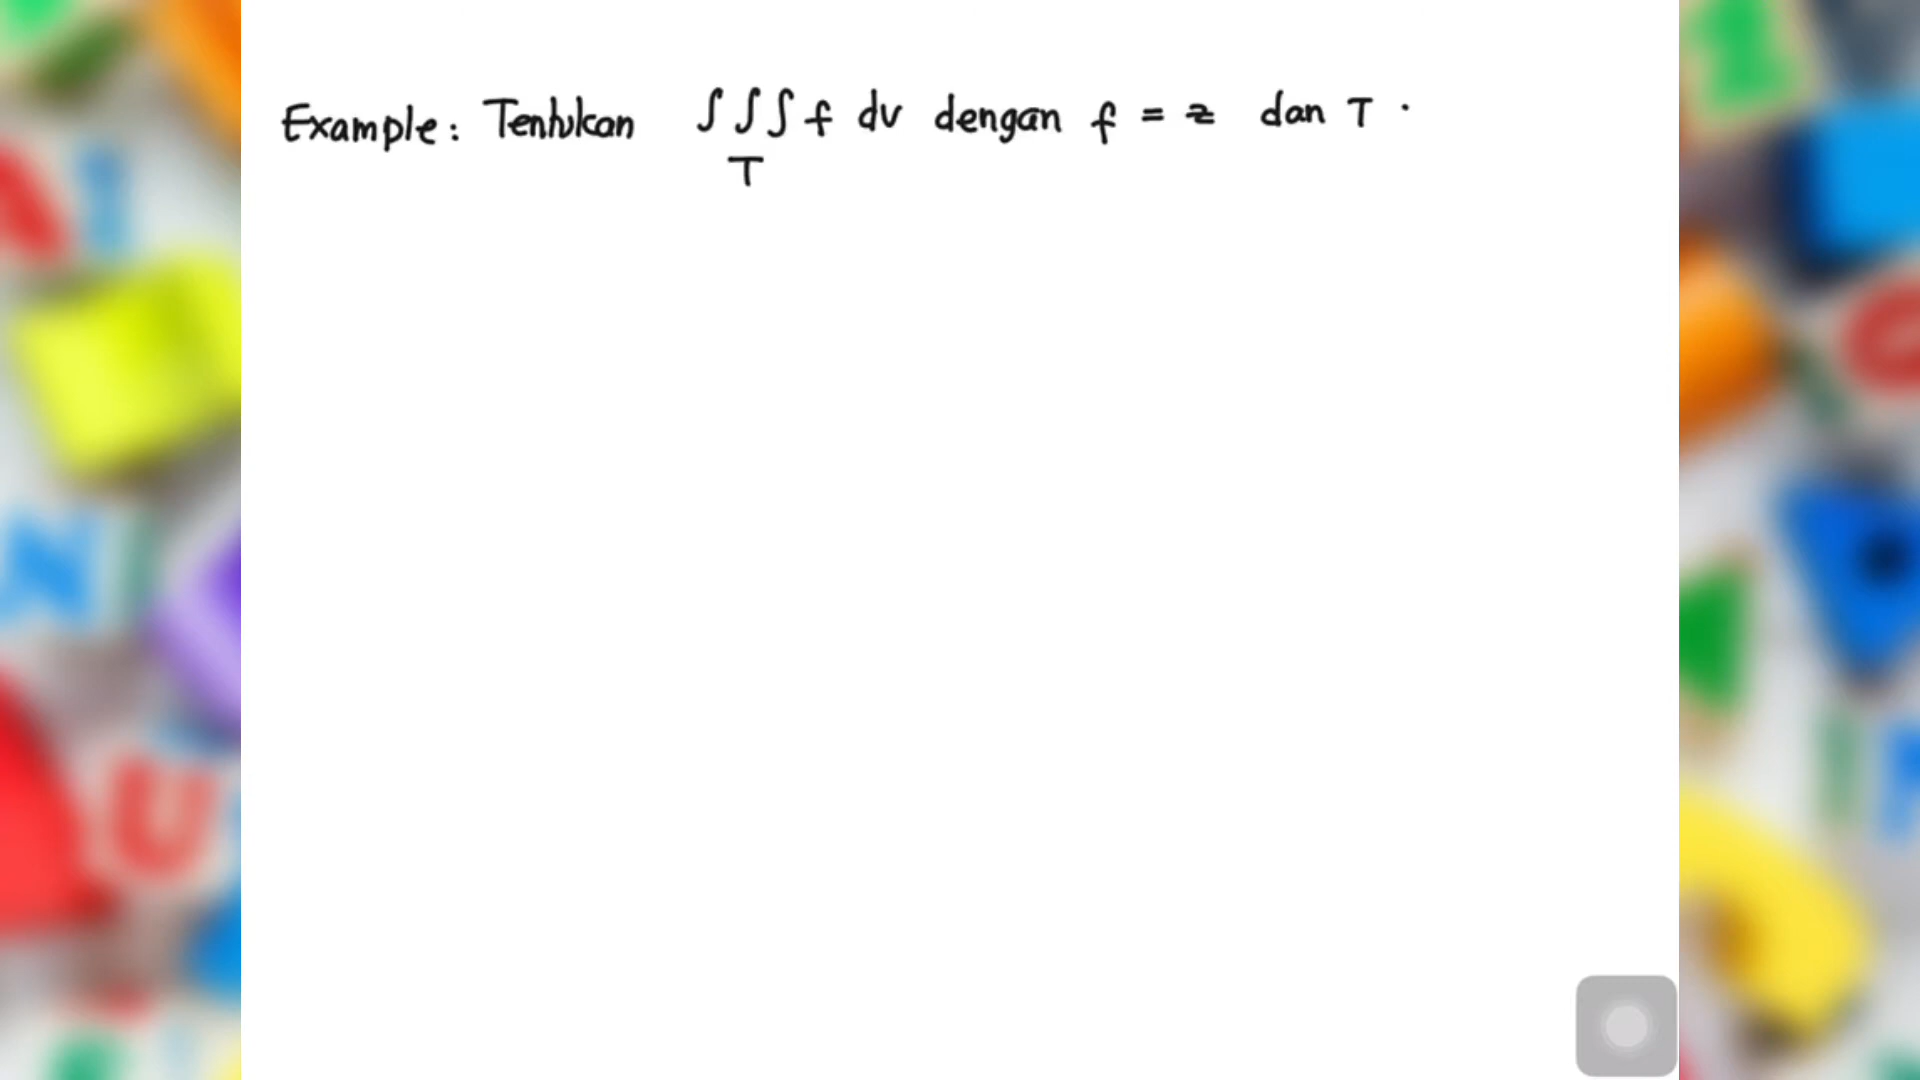 Example: Tentukan ∫∫∫ f dv dengan f = z dan T .
T